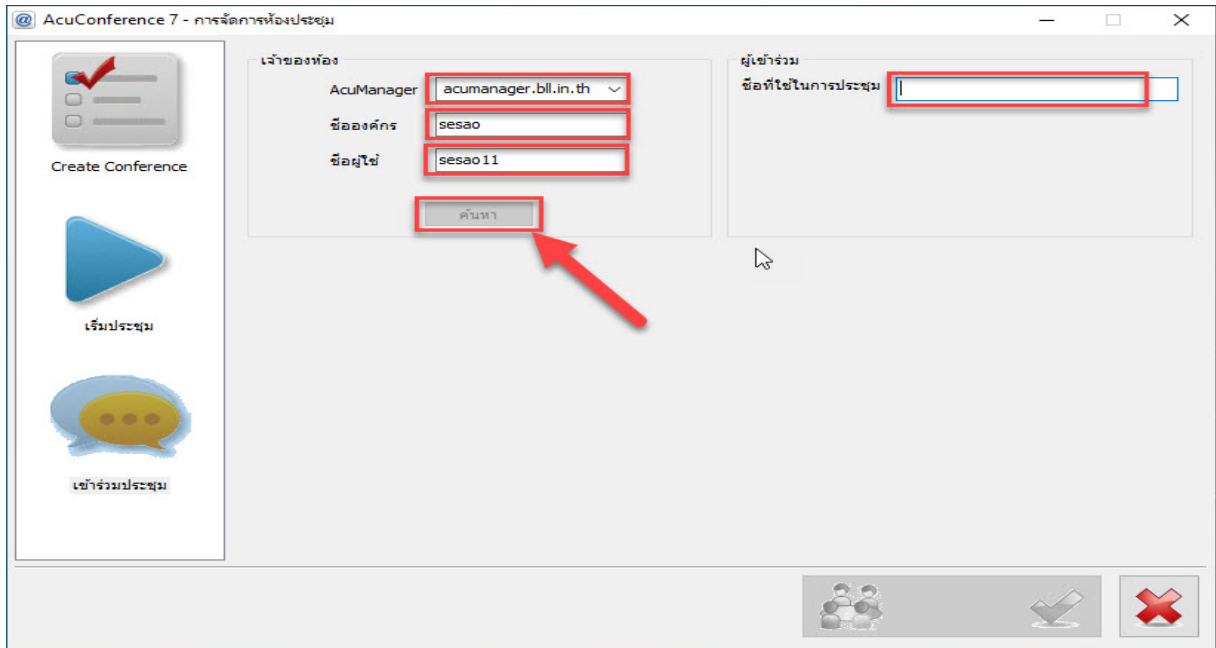 AcuConference 7 - การจัดการห้องประชุม
Create Conference
เริ่มประชุม
เข้าร่วมประชุม
เจ้าของห้อง
AcuManager acumanager.bll.in.th
ชื่อองค์กร sesao
ชื่อผู้ใช้ sesao11
ค้นหา
ผู้เข้าร่วม
ชื่อที่ใช้ในการประชุม